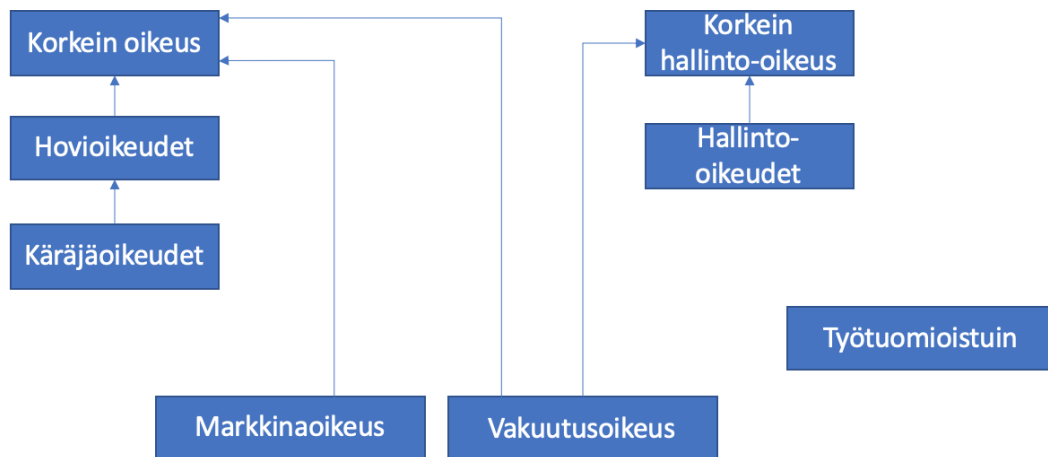 Korkein oikeus
Korkein
hallinto-oikeus
Hovioikeudet
Hallinto-
oikeudet
Käräjäoikeudet
Työtuomioistuin
Markkinaoikeus
Vakuutusoikeus